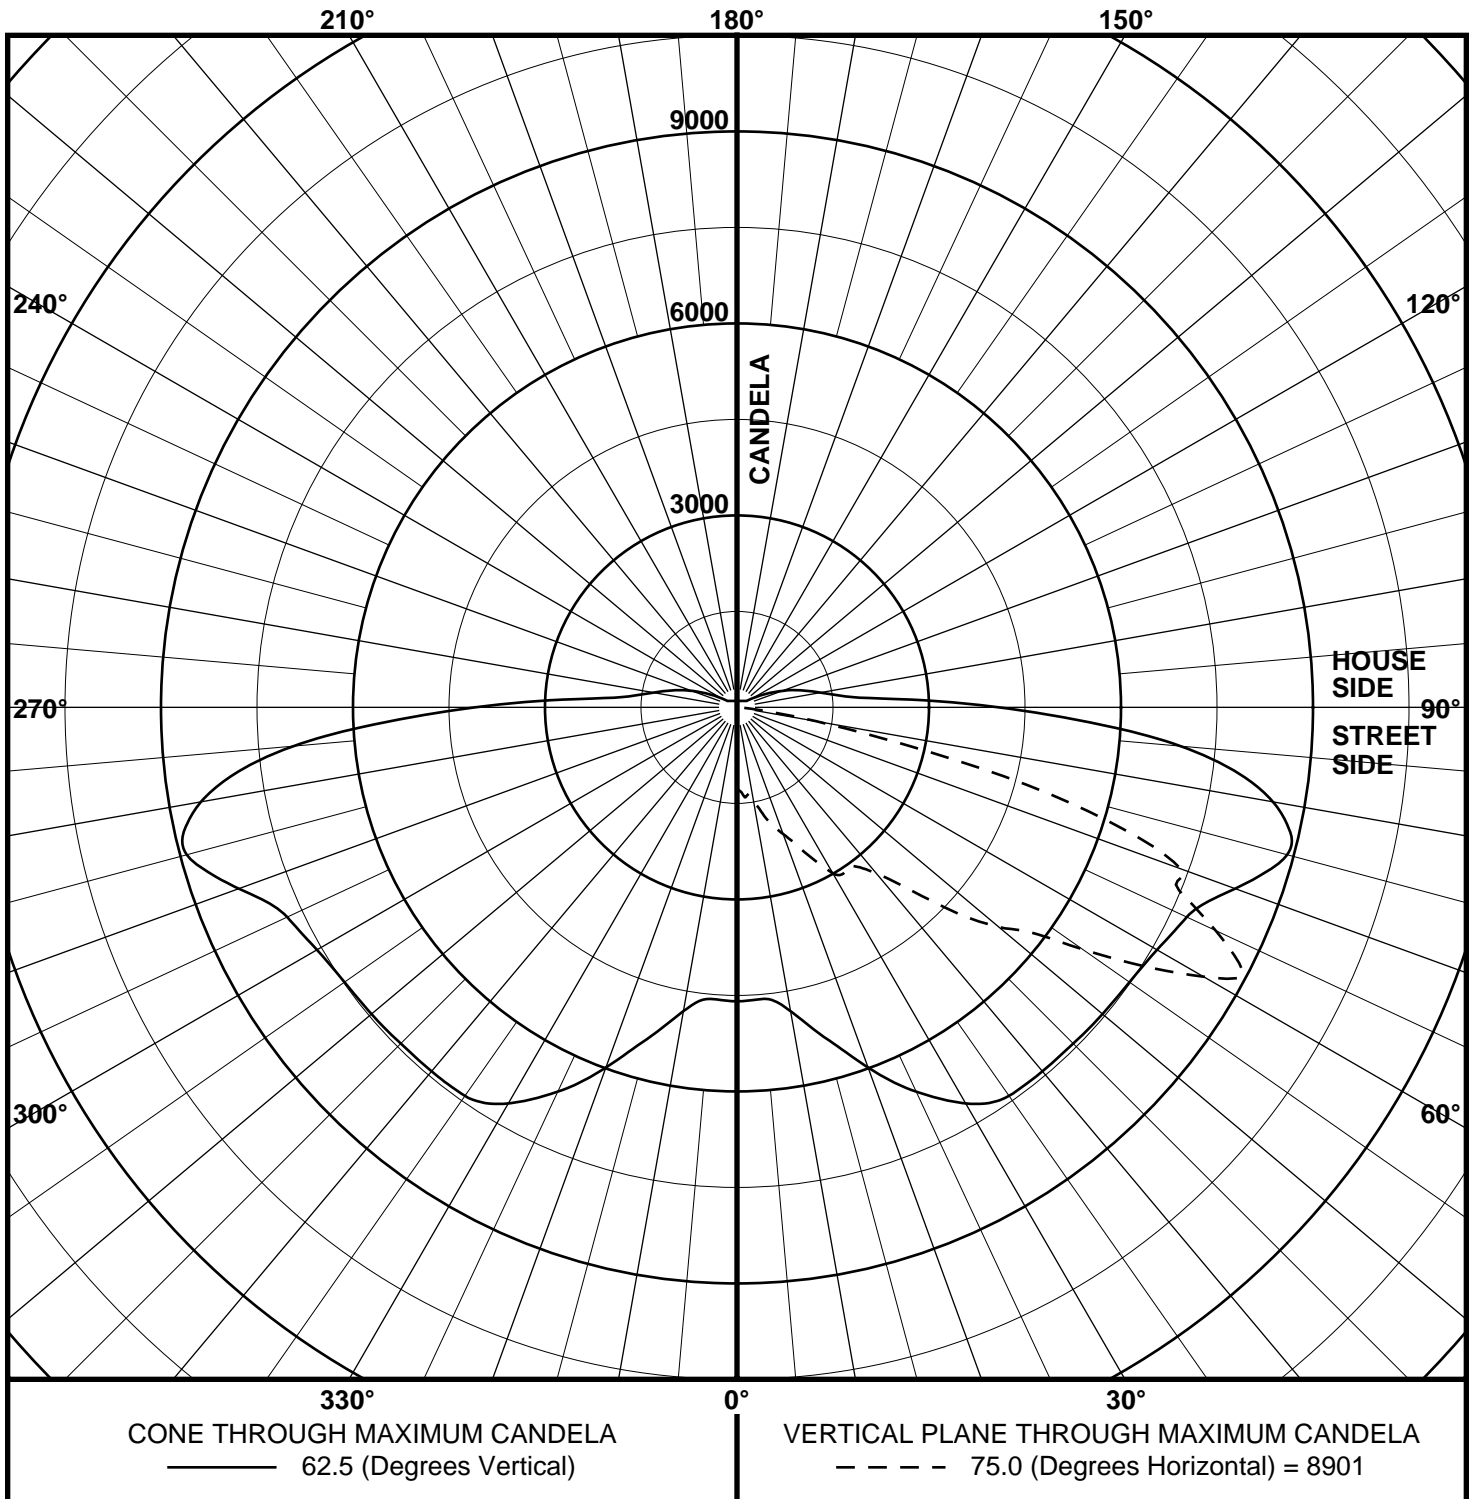 210° 180° 150°
9000
240° 120°
6000
CANDELA
3000
HOUSE
SIDE
270° 90°
STREET
SIDE
300° 60°
330° 0° 30°
CONE THROUGH MAXIMUM CANDELA
62.5 (Degrees Vertical)
VERTICAL PLANE THROUGH MAXIMUM CANDELA
75.0 (Degrees Horizontal) = 8901